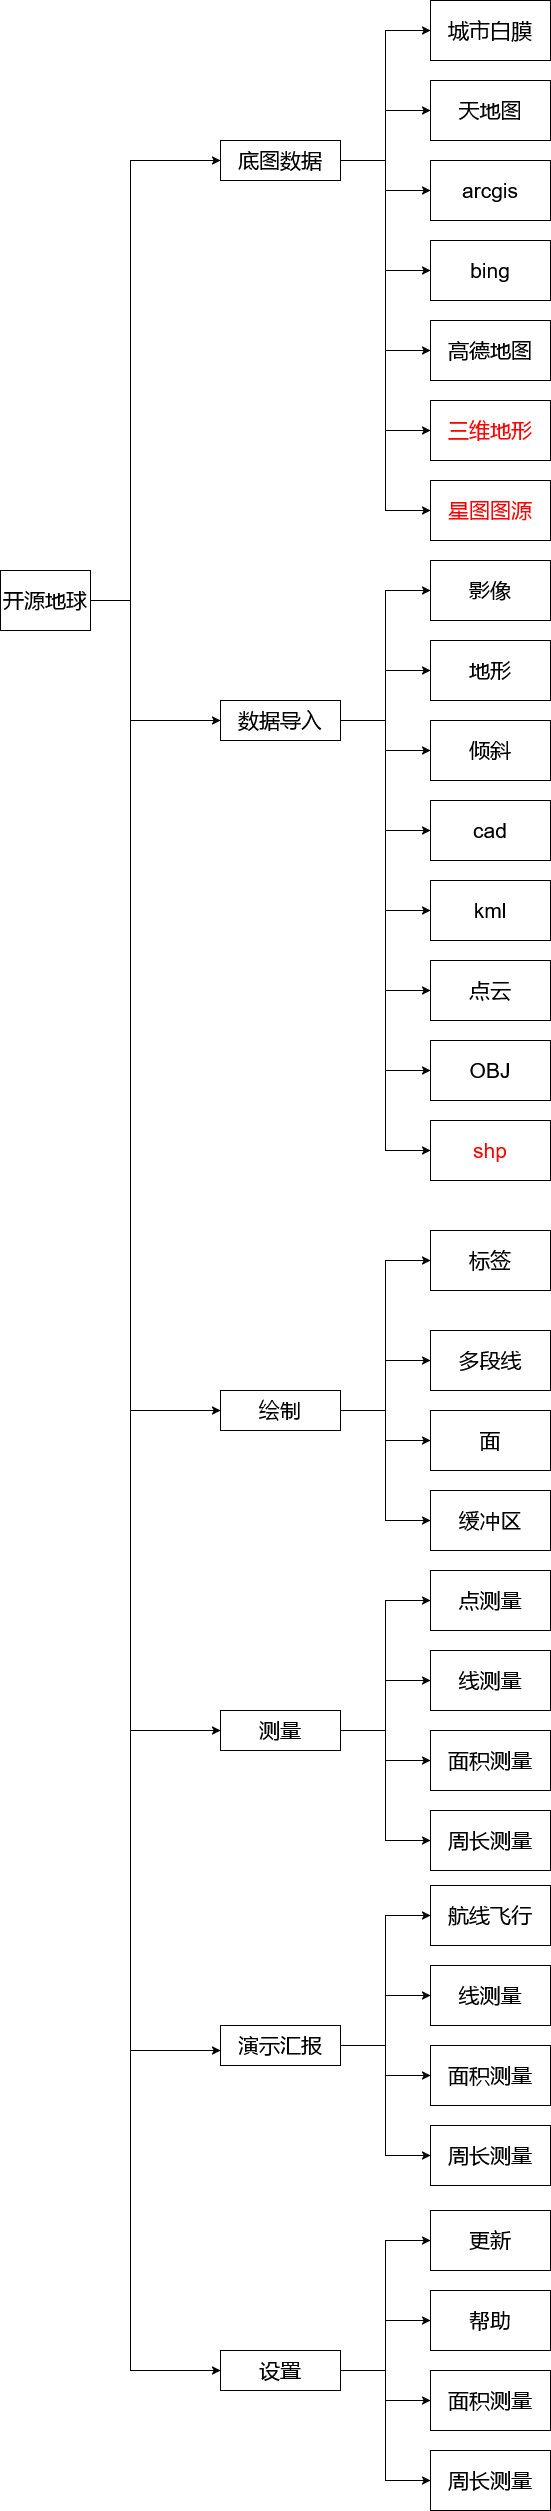 开源地球
底图数据
城市白膜
天地图
arcgis
bing
高德地图
三维地形
星图图源
数据导入
影像
地形
倾斜
cad
kml
点云
OBJ
shp
绘制
标签
多段线
面
缓冲区
测量
点测量
线测量
面积测量
周长测量
演示汇报
航线飞行
线测量
面积测量
周长测量
设置
更新
帮助
面积测量
周长测量